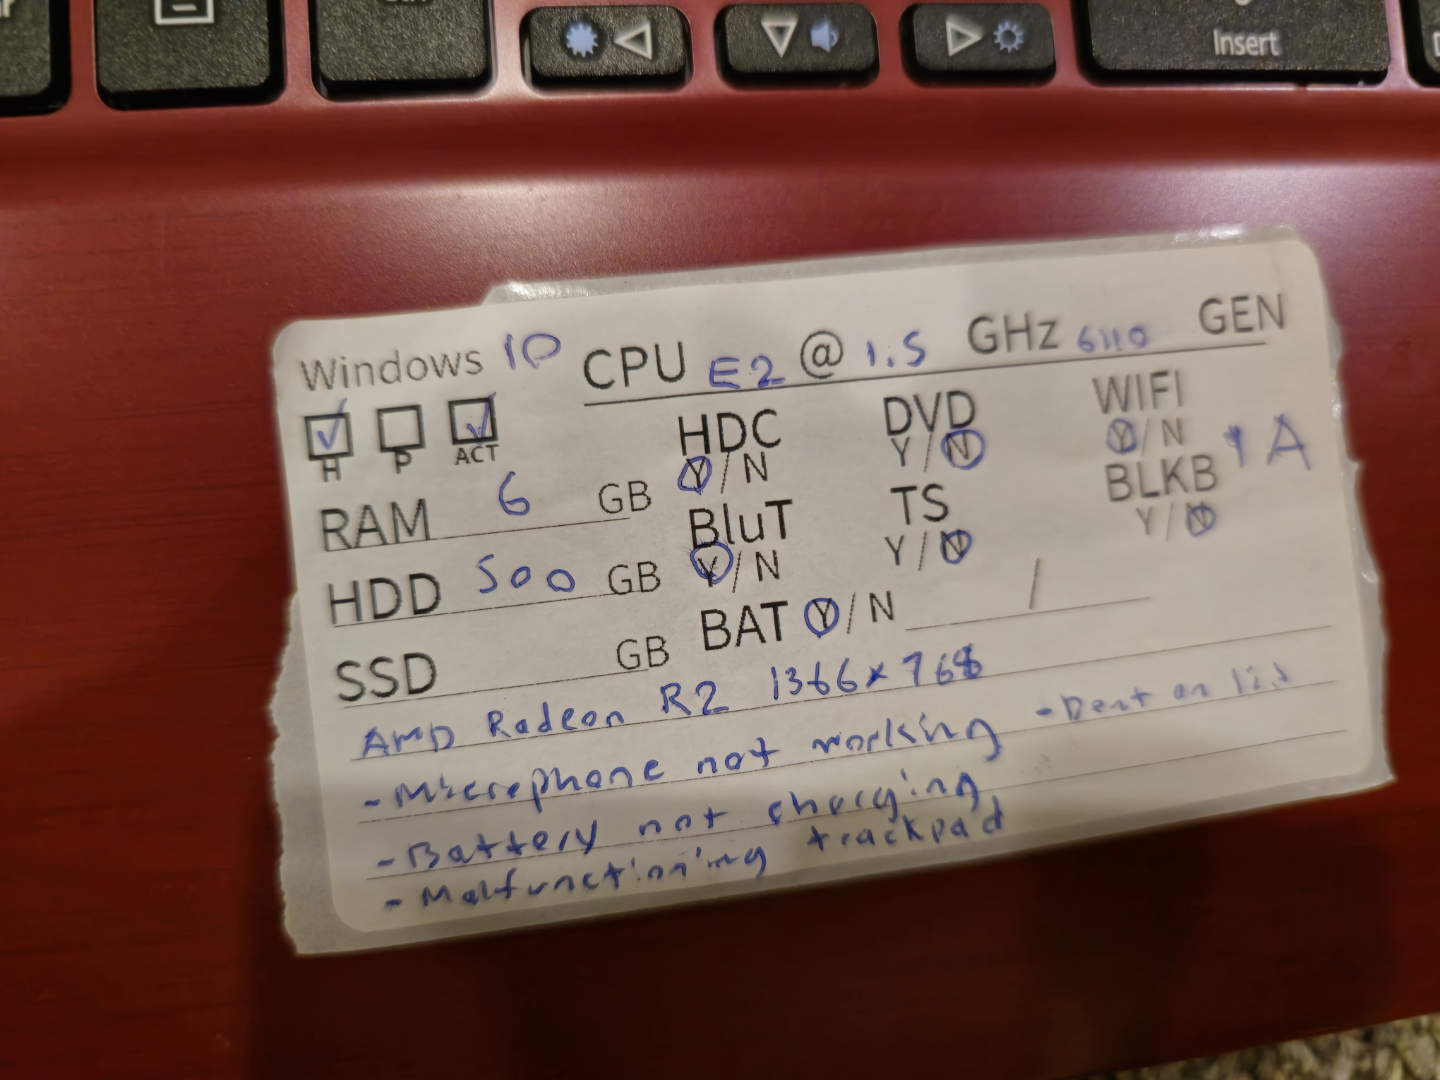 Insert
Windows 10 CPU E2 @ 1.5 GHz 6110 GEN
H P ACT
HDC Y/N DVD Y/N WIFI Y/N
RAM 6 GB
BluT Y/N TS Y/N BLKB Y/N
HDD 500 GB
BAT Y/N /
SSD GB
AMD Radeon R2 1366x768
-Microphone not working -Dent on lid
-Battery not charging
-Malfunctioning trackpad